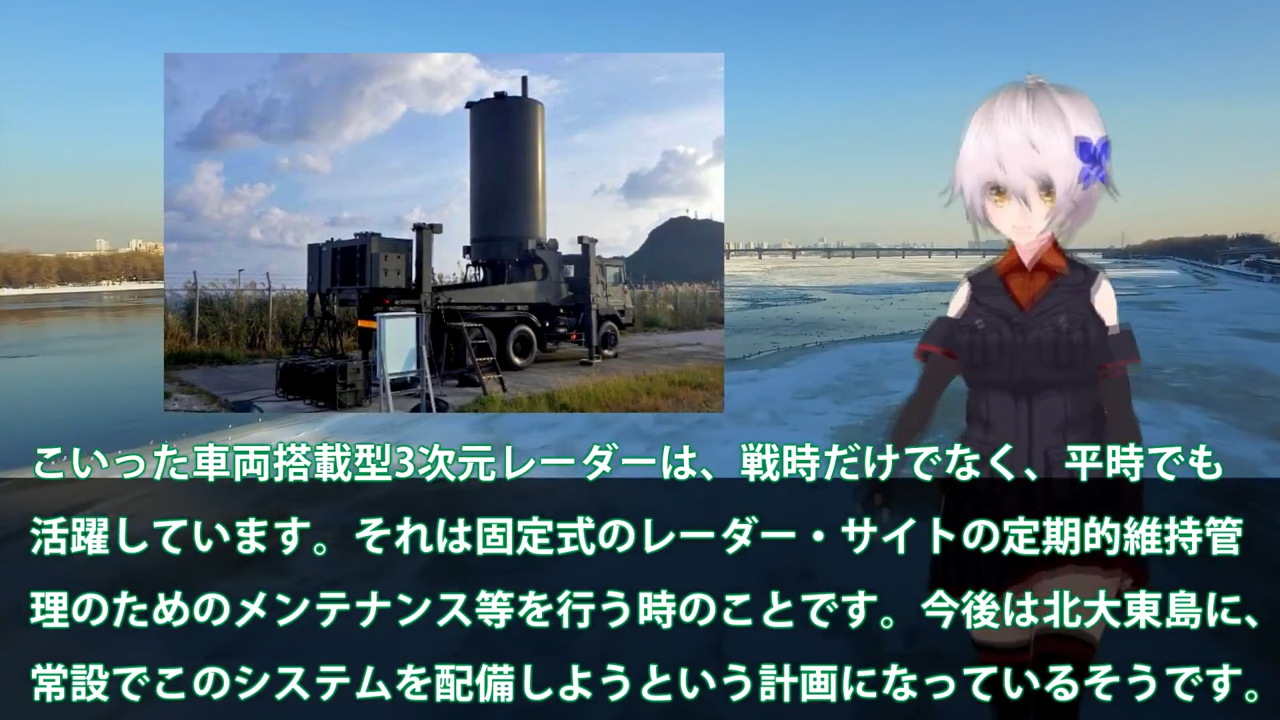 こいった車両搭載型3次元レーダーは、戦時だけでなく、平時でも
活躍しています。それは固定式のレーダー・サイトの定期的維持管
理のためのメンテナンス等を行う時のことです。今後は北大東島に、
常設でこのシステムを配備しようという計画になっているそうです。